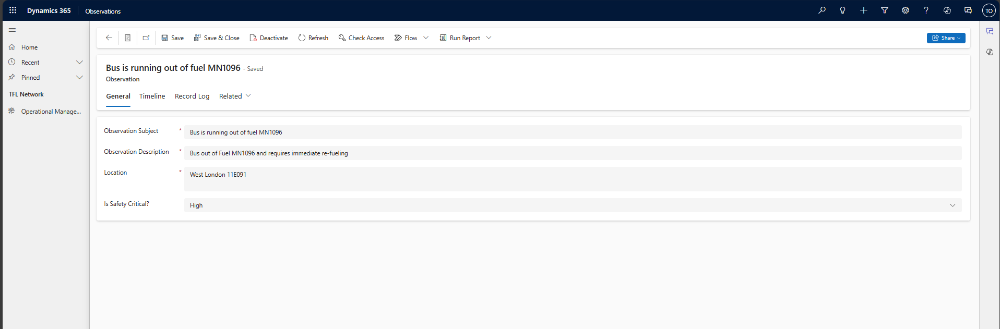 Dynamics 365 Observations TO
Save Save & Close Deactivate Refresh Check Access Flow Run Report Share
Home
Recent
Pinned
TFL Network
Operational Manage...
Bus is running out of fuel MN1096 - Saved
Observation
General Timeline Record Log Related
Observation Subject * Bus is running out of fuel MN1096
Observation Description * Bus out of Fuel MN1096 and requires immediate re-fueling
Location * West London 11E091
Is Safety Critical? High